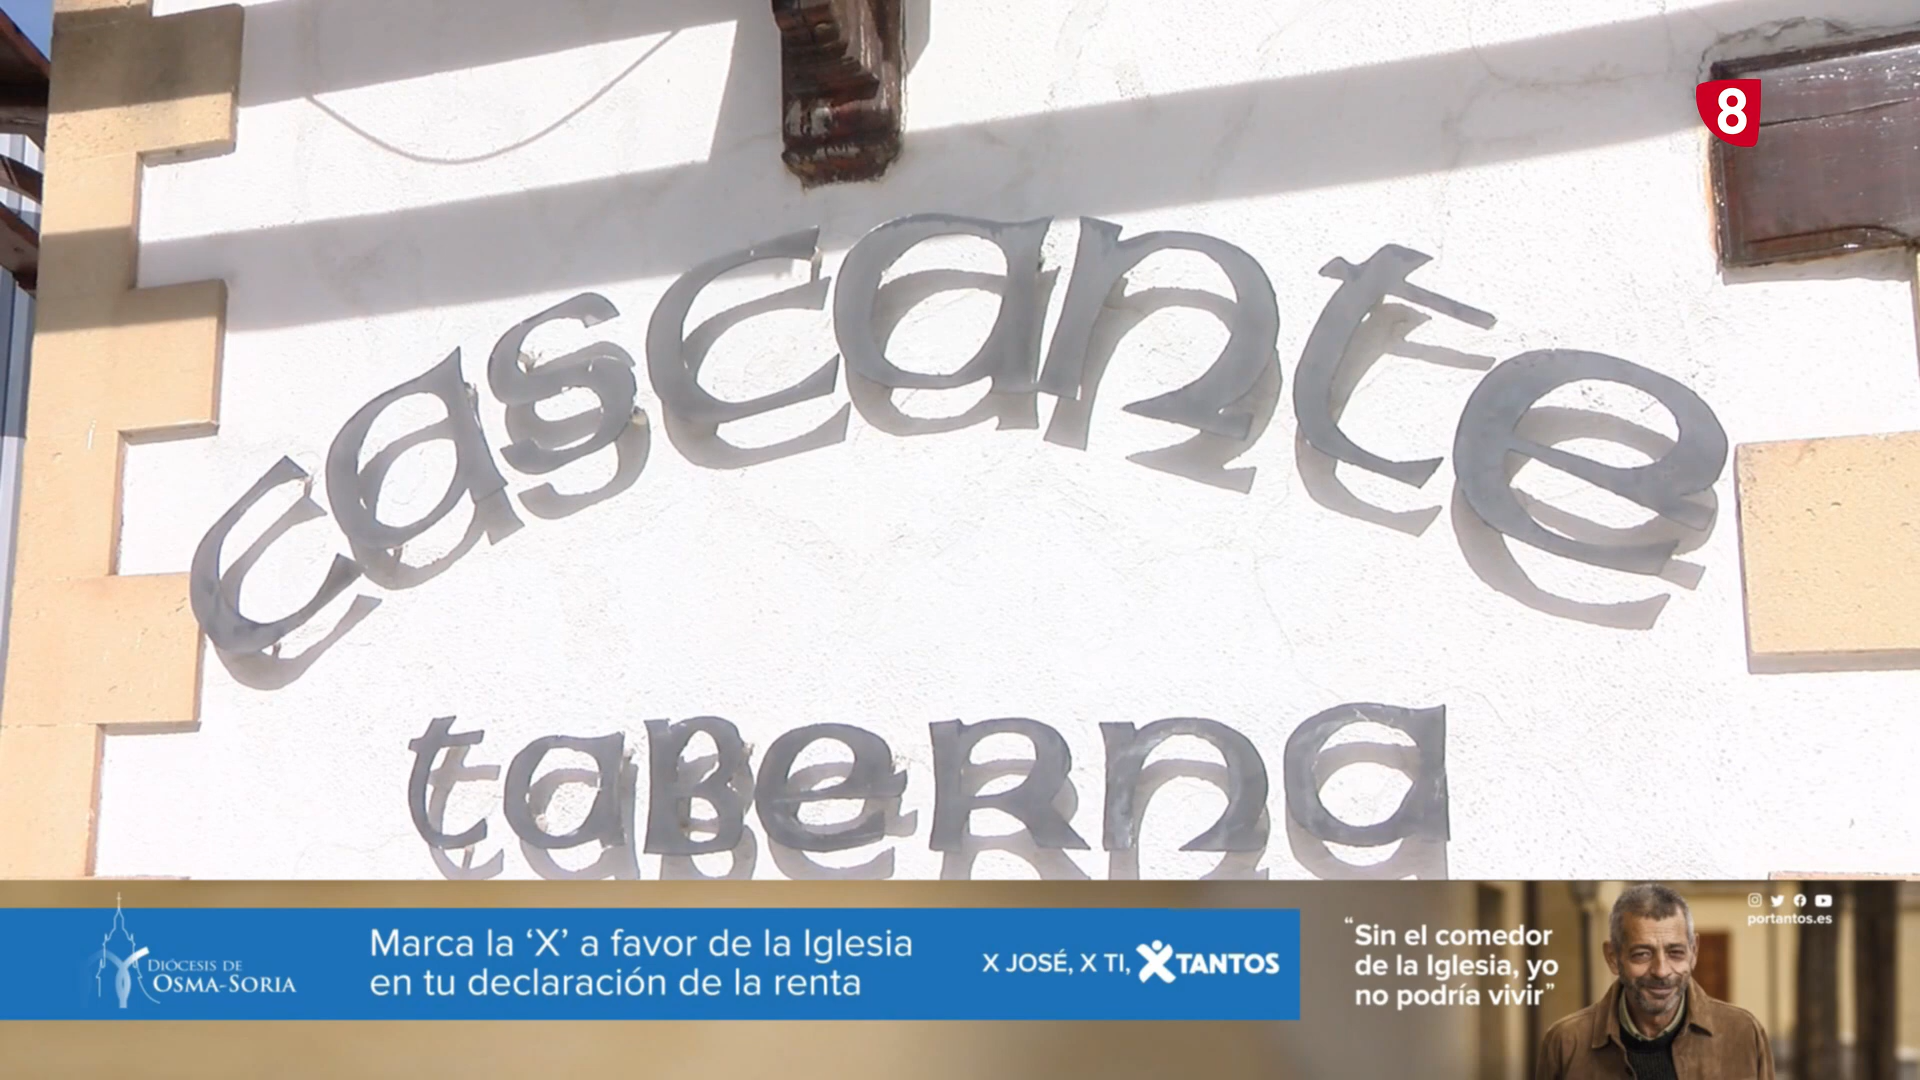 8
cascante
taberna
DIÓCESIS DE
OSMA-SORIA
Marca la ‘X’ a favor de la Iglesia
en tu declaración de la renta
X JOSÉ, X TI, XTANTOS
“Sin el comedor
de la Iglesia, yo
no podría vivir”
portantos.es